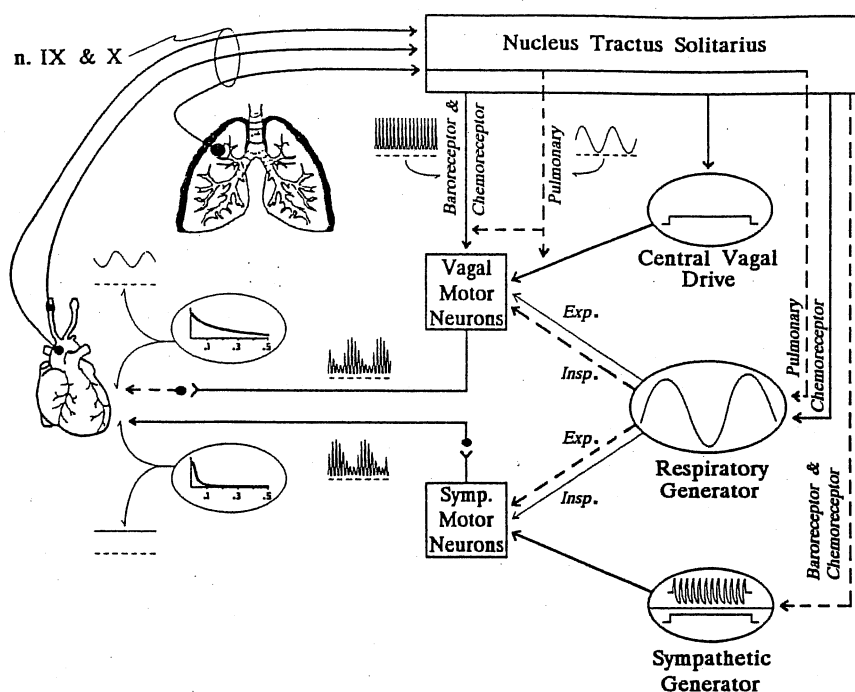 Nucleus Tractus Solitarius
n. IX & X
Baroreceptor &
Chemoreceptor
Pulmonary
Central Vagal
Drive
Vagal
Motor
Neurons
Exp.
Insp.
.1 .3 .5
Pulmonary
Chemoreceptor
Exp.
Insp.
Respiratory
Generator
.1 .3 .5
Symp.
Motor
Neurons
Baroreceptor &
Chemoreceptor
Sympathetic
Generator